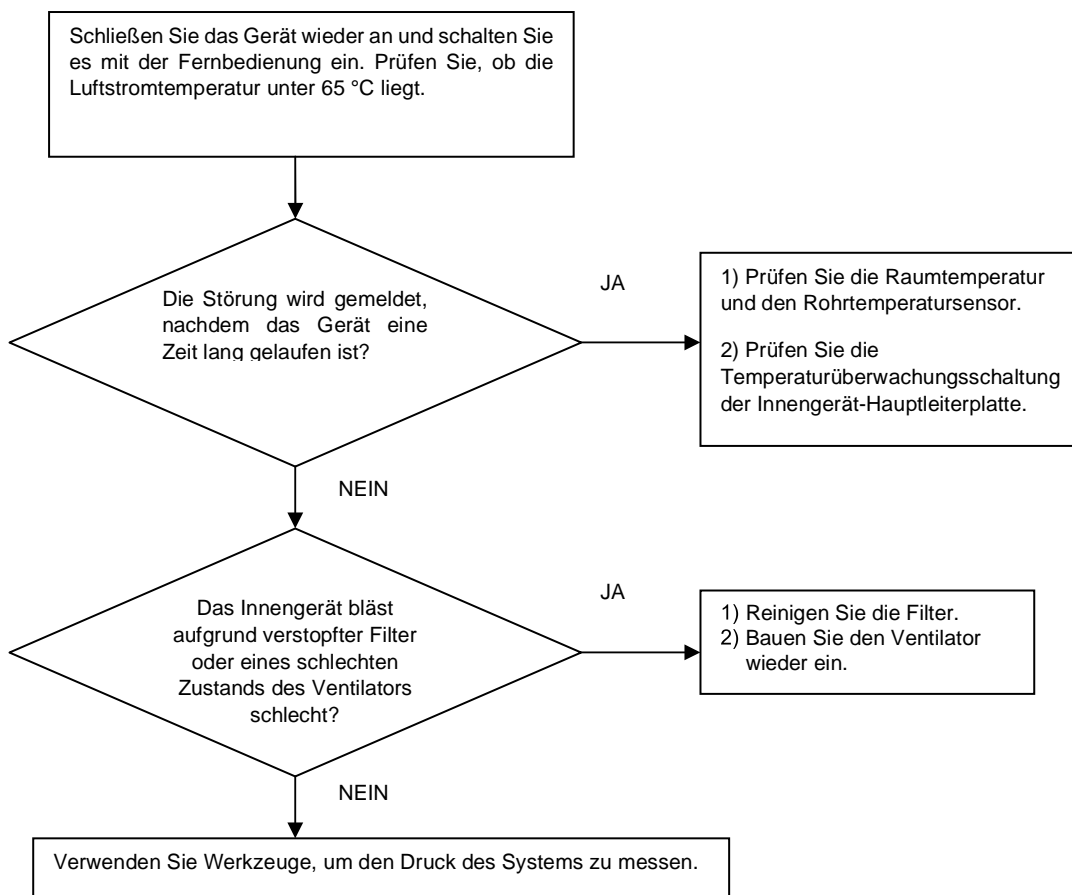 Schließen Sie das Gerät wieder an und schalten Sie
es mit der Fernbedienung ein. Prüfen Sie, ob die
Luftstromtemperatur unter 65 °C liegt.
Die Störung wird gemeldet,
nachdem das Gerät eine
Zeit lang gelaufen ist?
JA
1) Prüfen Sie die Raumtemperatur
und den Rohrtemperatursensor.
2) Prüfen Sie die
Temperaturüberwachungsschaltung
der Innengerät-Hauptleiterplatte.
NEIN
Das Innengerät bläst
aufgrund verstopfter Filter
oder eines schlechten
Zustands des Ventilators
schlecht?
JA
1) Reinigen Sie die Filter.
2) Bauen Sie den Ventilator
wieder ein.
NEIN
Verwenden Sie Werkzeuge, um den Druck des Systems zu messen.